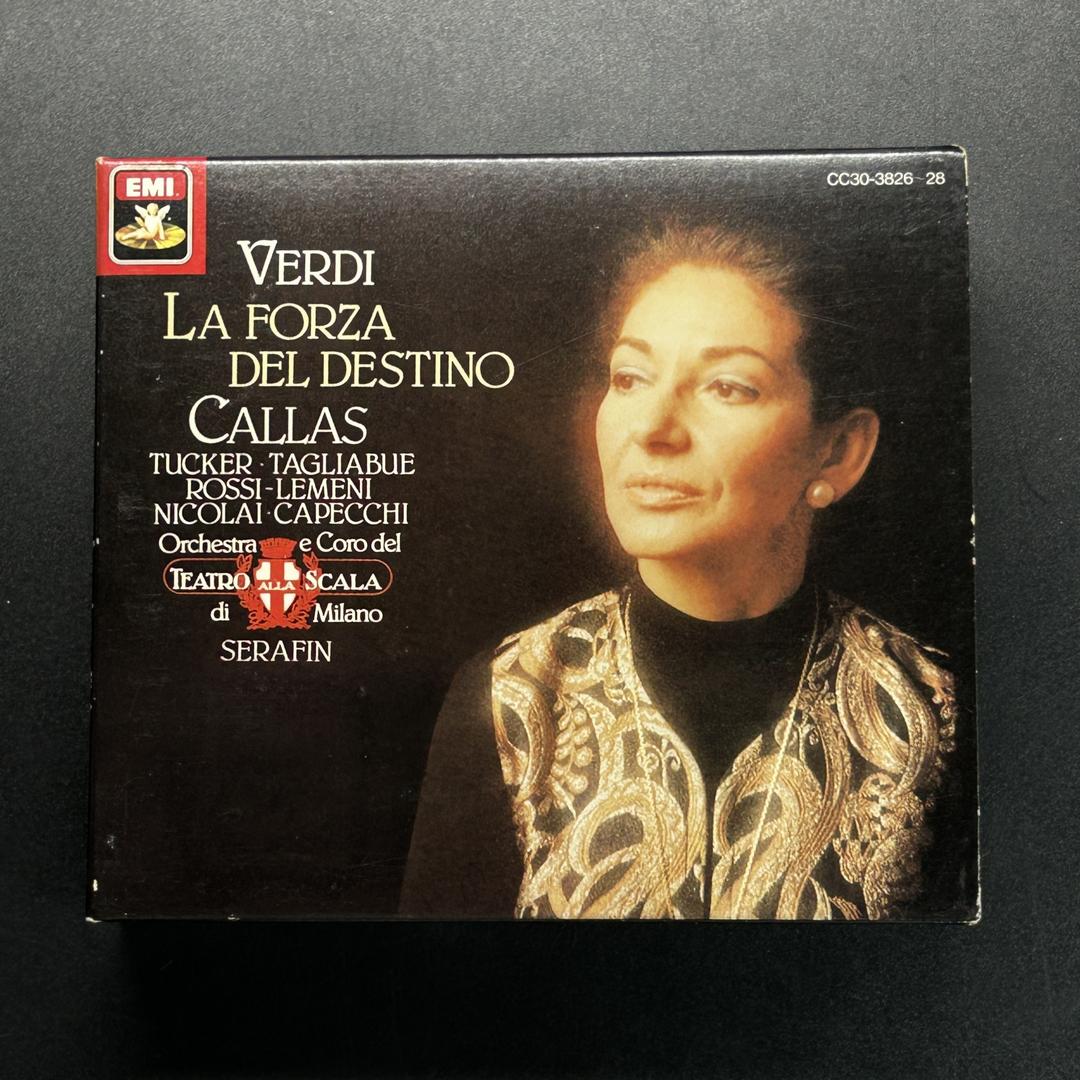 EMI
CC30-3826~28
VERDI
LA FORZA
DEL DESTINO
CALLAS
TUCKER · TAGLIABUE
ROSSI-LEMENI
NICOLAI · CAPECCHI
Orchestra e Coro del
TEATRO ALLA SCALA
di Milano
SERAFIN